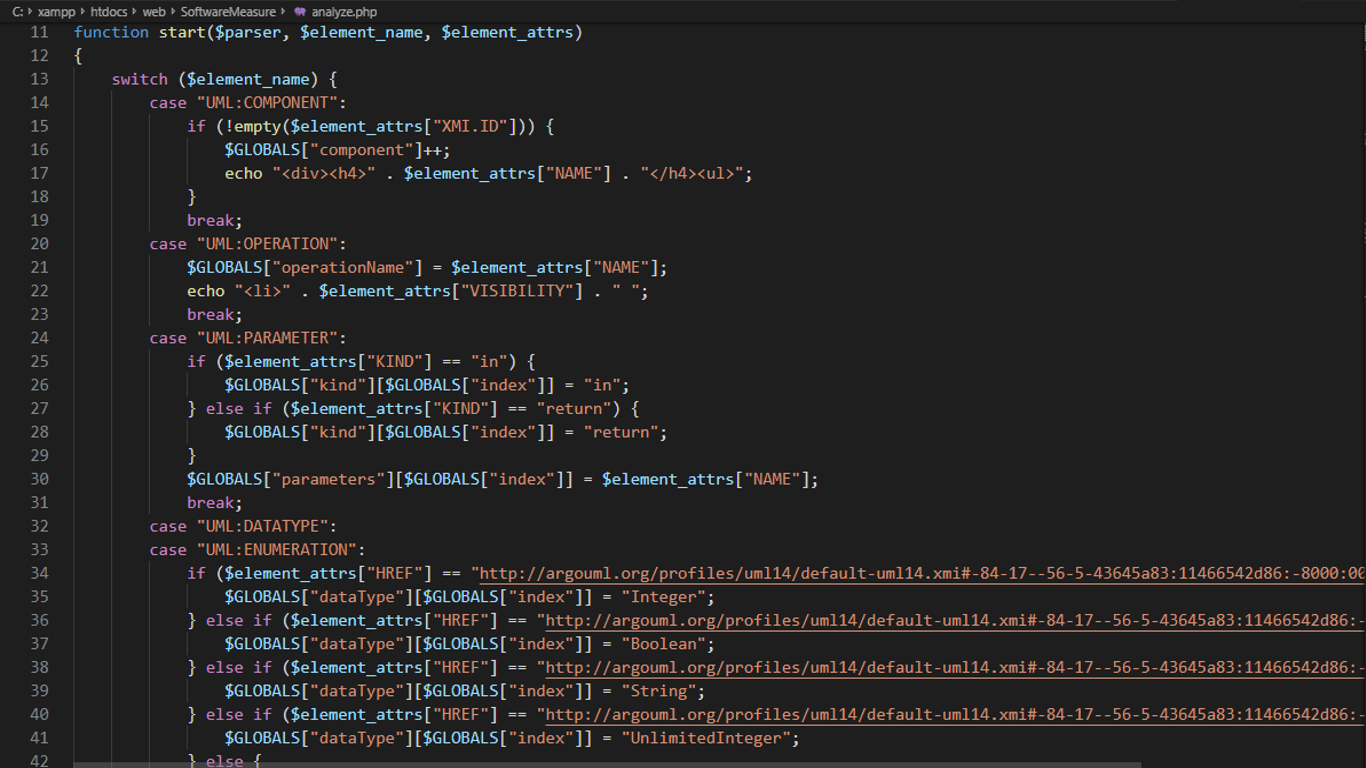 C: > xampp > htdocs > web > SoftwareMeasure > analyze.php
11 function start($parser, $element_name, $element_attrs)
12 {
13 switch ($element_name) {
14 case "UML:COMPONENT":
15 if (!empty($element_attrs["XMI.ID"])) {
16 $GLOBALS["component"]++;
17 echo "<div><h4>" . $element_attrs["NAME"] . "</h4><ul>";
18 }
19 break;
20 case "UML:OPERATION":
21 $GLOBALS["operationName"] = $element_attrs["NAME"];
22 echo "<li>" . $element_attrs["VISIBILITY"] . " ";
23 break;
24 case "UML:PARAMETER":
25 if ($element_attrs["KIND"] == "in") {
26 $GLOBALS["kind"][$GLOBALS["index"]] = "in";
27 } else if ($element_attrs["KIND"] == "return") {
28 $GLOBALS["kind"][$GLOBALS["index"]] = "return";
29 }
30 $GLOBALS["parameters"][$GLOBALS["index"]] = $element_attrs["NAME"];
31 break;
32 case "UML:DATATYPE":
33 case "UML:ENUMERATION":
34 if ($element_attrs["HREF"] == "http://argouml.org/profiles/uml14/default-uml14.xmi#-84-17--56-5-43645a83:11466542d86:-8000:00
35 $GLOBALS["dataType"][$GLOBALS["index"]] = "Integer";
36 } else if ($element_attrs["HREF"] == "http://argouml.org/profiles/uml14/default-uml14.xmi#-84-17--56-5-43645a83:11466542d86:-
37 $GLOBALS["dataType"][$GLOBALS["index"]] = "Boolean";
38 } else if ($element_attrs["HREF"] == "http://argouml.org/profiles/uml14/default-uml14.xmi#-84-17--56-5-43645a83:11466542d86:-
39 $GLOBALS["dataType"][$GLOBALS["index"]] = "String";
40 } else if ($element_attrs["HREF"] == "http://argouml.org/profiles/uml14/default-uml14.xmi#-84-17--56-5-43645a83:11466542d86:-
41 $GLOBALS["dataType"][$GLOBALS["index"]] = "UnlimitedInteger";
42 } else {